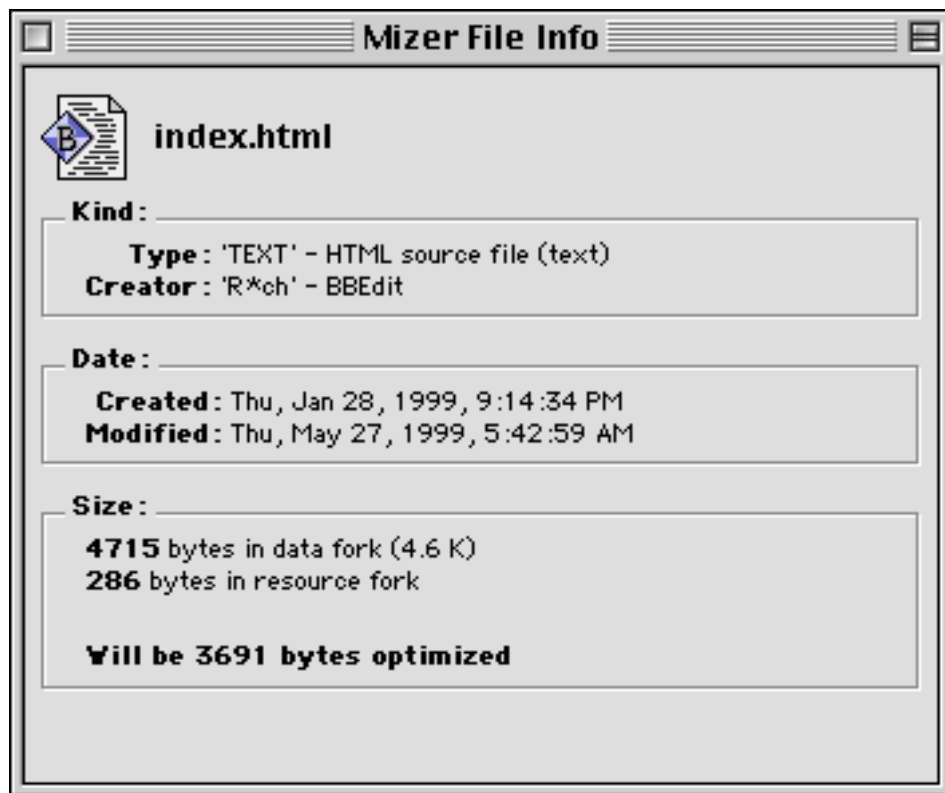 Mizer File Info
B
index.html
Kind:
Type: 'TEXT' - HTML source file (text)
Creator: 'R*ch' - BBEdit
Date:
Created: Thu, Jan 28, 1999, 9:14:34 PM
Modified: Thu, May 27, 1999, 5:42:59 AM
Size:
4715 bytes in data fork (4.6 K)
286 bytes in resource fork
Will be 3691 bytes optimized